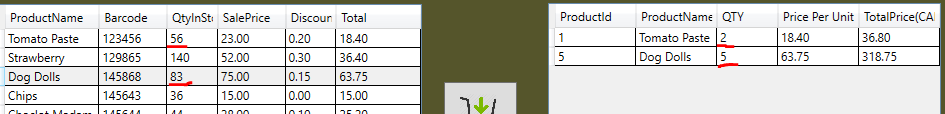 ProductName Barcode QtyInSt SalePrice Discoun Total
Tomato Paste 123456 56 23.00 0.20 18.40
Strawberry 129865 140 52.00 0.30 36.40
Dog Dolls 145868 83 75.00 0.15 63.75
Chips 145643 36 15.00 0.00 15.00
ProductId ProductName QTY Price Per Unit TotalPrice(CA
1 Tomato Paste 2 18.40 36.80
5 Dog Dolls 5 63.75 318.75